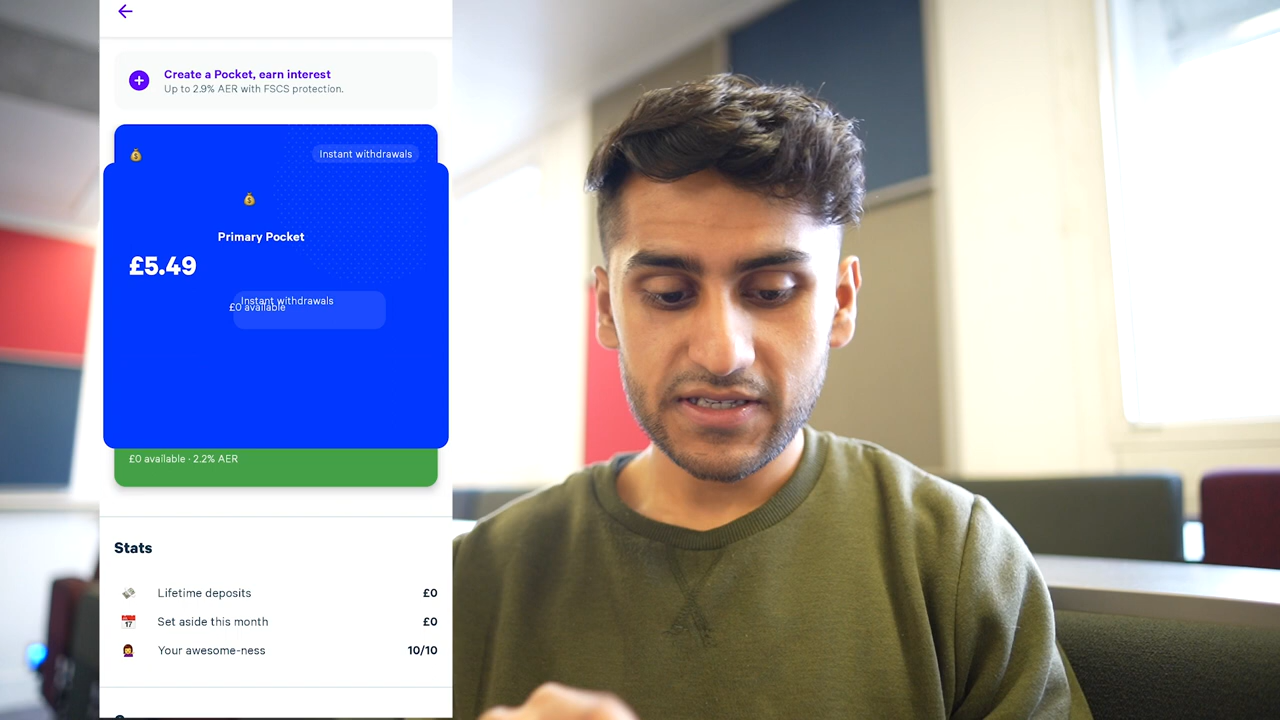 Create a Pocket, earn interest
Up to 2.9% AER with FSCS protection.
Instant withdrawals
Primary Pocket
£5.49
Instant withdrawals
£0 available
£0 available · 2.2% AER
Stats
Lifetime deposits £0
Set aside this month £0
Your awesome-ness 10/10